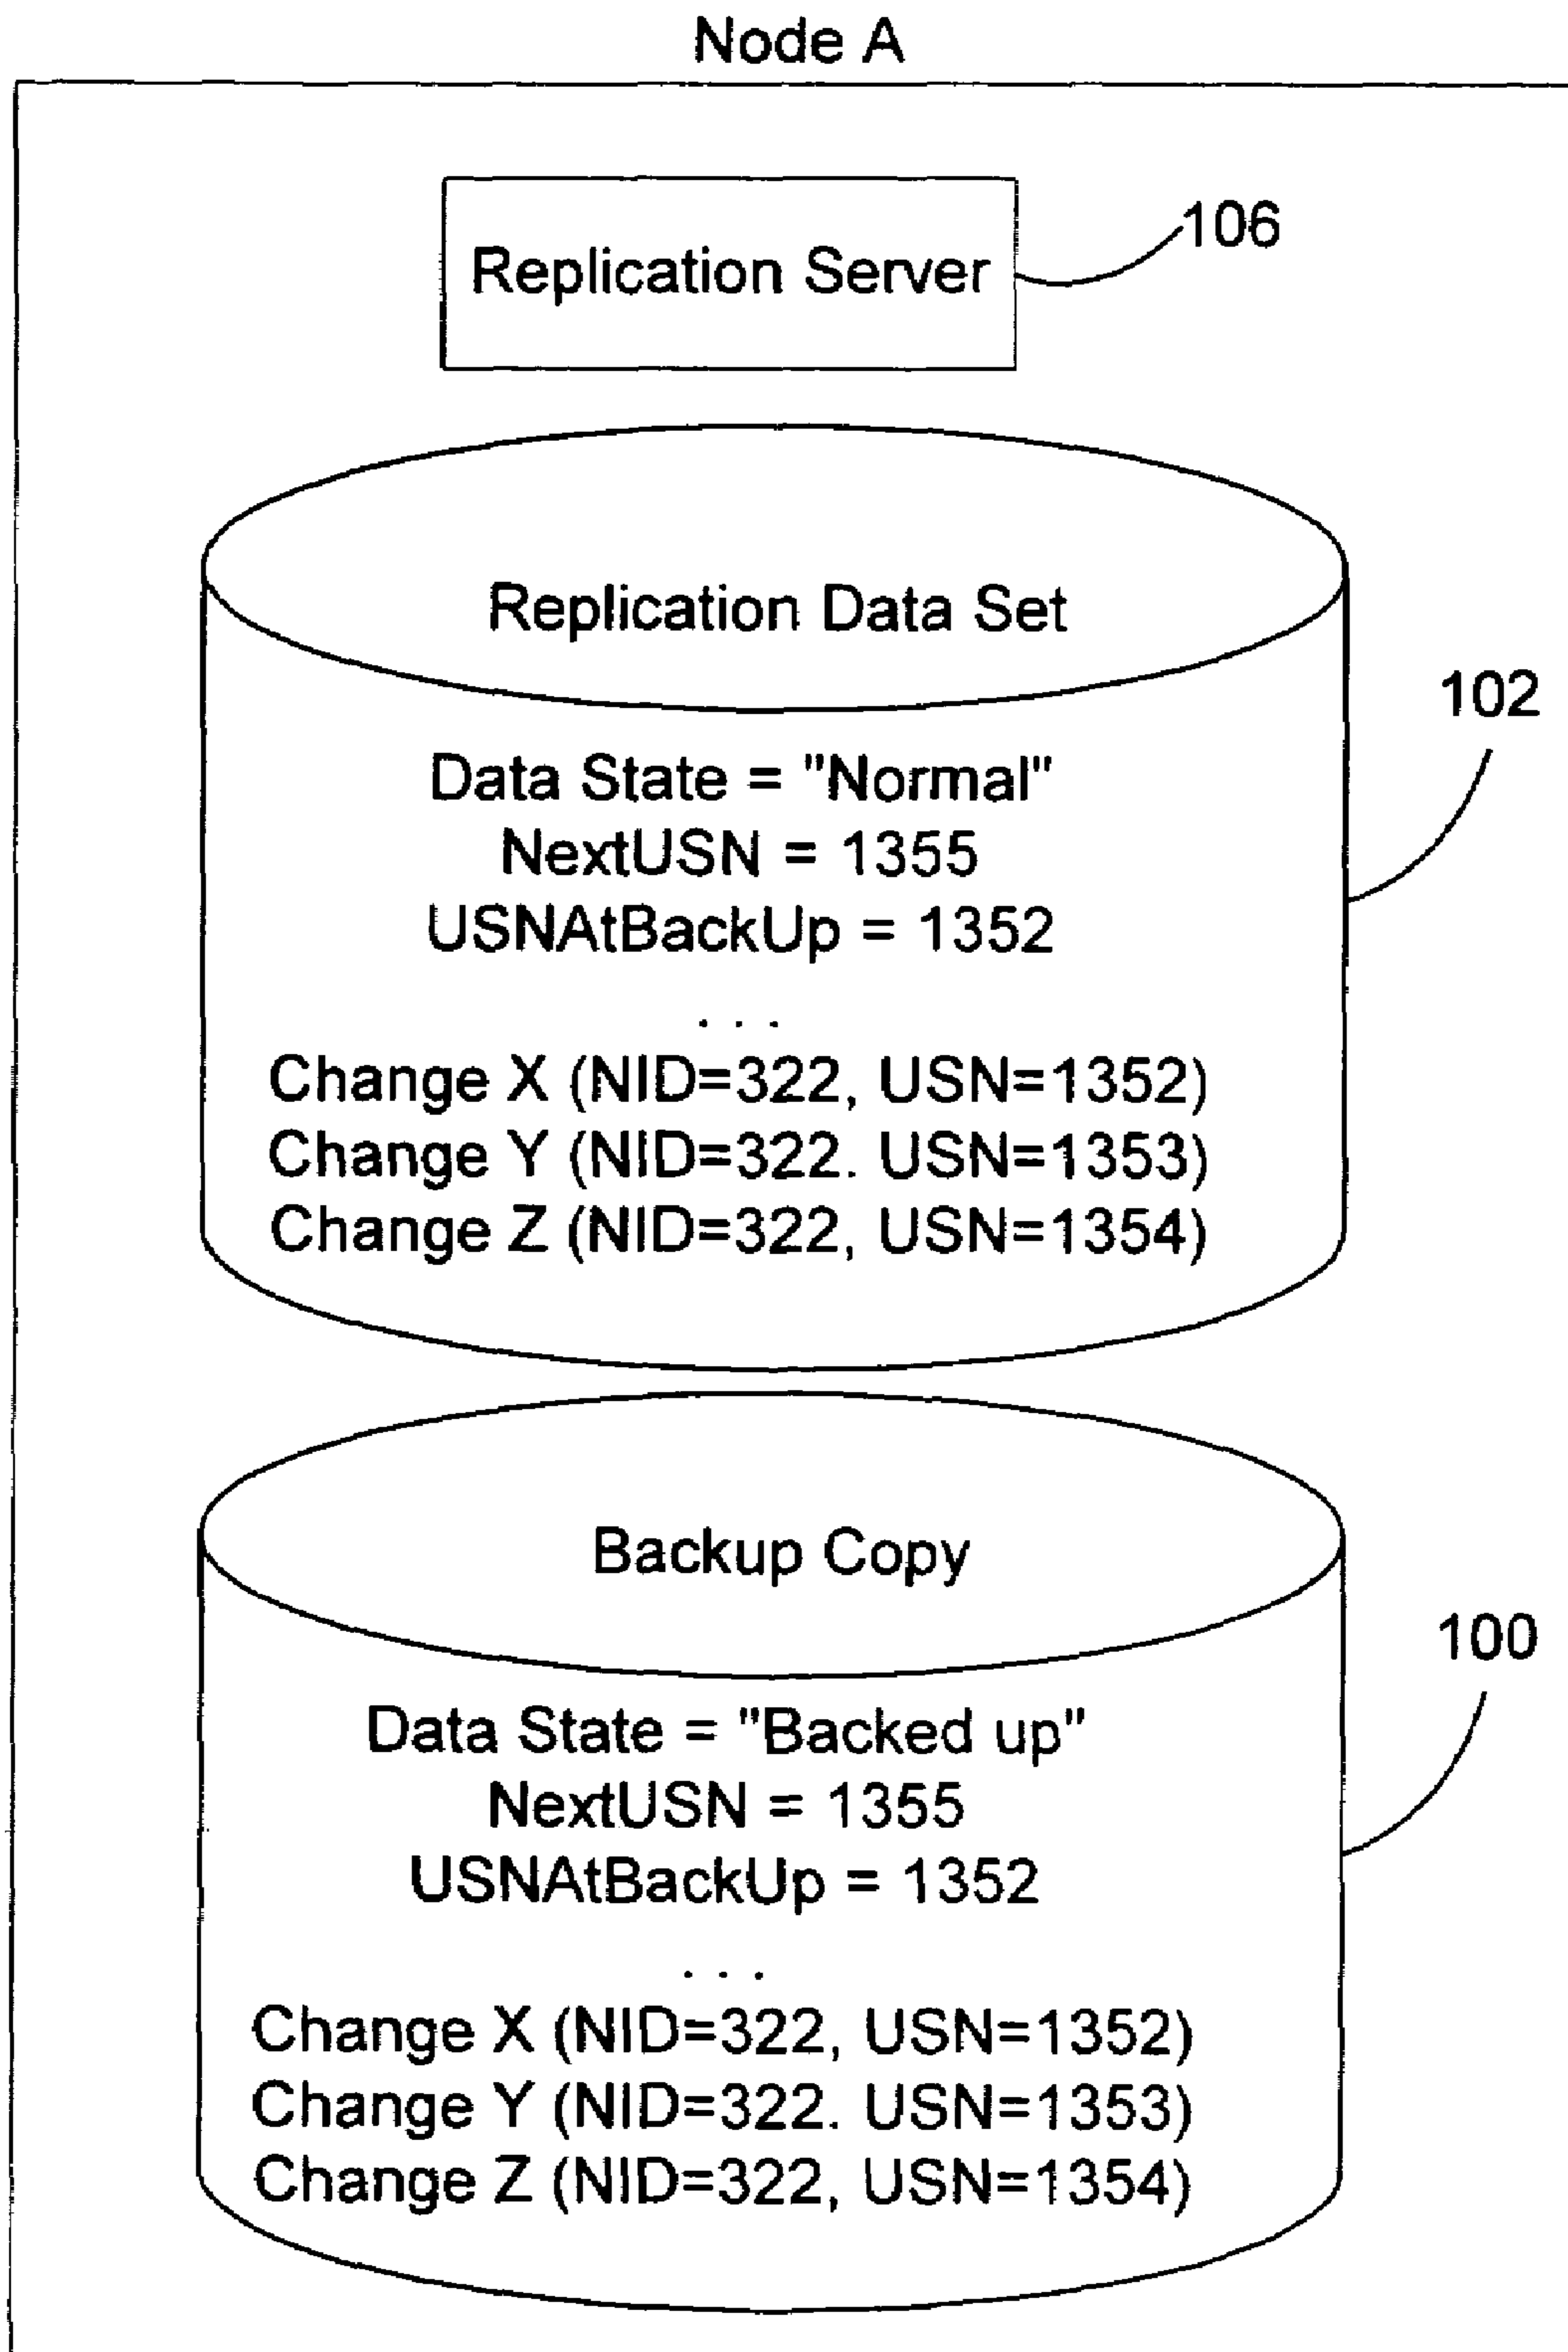 Node A
Replication Server
106
Replication Data Set
102
Data State = "Normal"
NextUSN = 1355
USNAtBackUp = 1352
. . .
Change X (NID=322, USN=1352)
Change Y (NID=322. USN=1353)
Change Z (NID=322, USN=1354)
Backup Copy
100
Data State = "Backed up"
NextUSN = 1355
USNAtBackUp = 1352
. . .
Change X (NID=322, USN=1352)
Change Y (NID=322. USN=1353)
Change Z (NID=322, USN=1354)